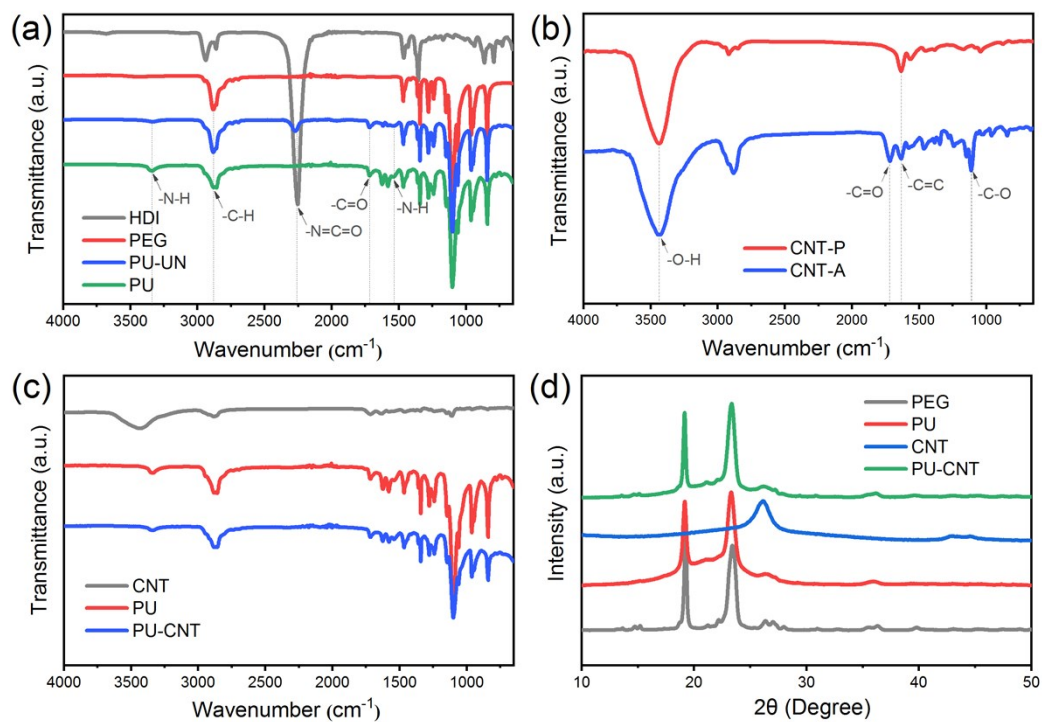 (a)
Transmittance (a.u.)
-N-H
-C-H
-N=C=O
-C=O
-N-H
HDI
PEG
PU-UN
PU
4000 3500 3000 2500 2000 1500 1000
Wavenumber (cm-1)
(b)
Transmittance (a.u.)
-O-H
-C=O
-C=C
-C-O
CNT-P
CNT-A
4000 3500 3000 2500 2000 1500 1000
Wavenumber (cm-1)
(c)
Transmittance (a.u.)
CNT
PU
PU-CNT
4000 3500 3000 2500 2000 1500 1000
Wavenumber (cm-1)
(d)
Intensity (a.u.)
PEG
PU
CNT
PU-CNT
10 20 30 40 50
2θ (Degree)